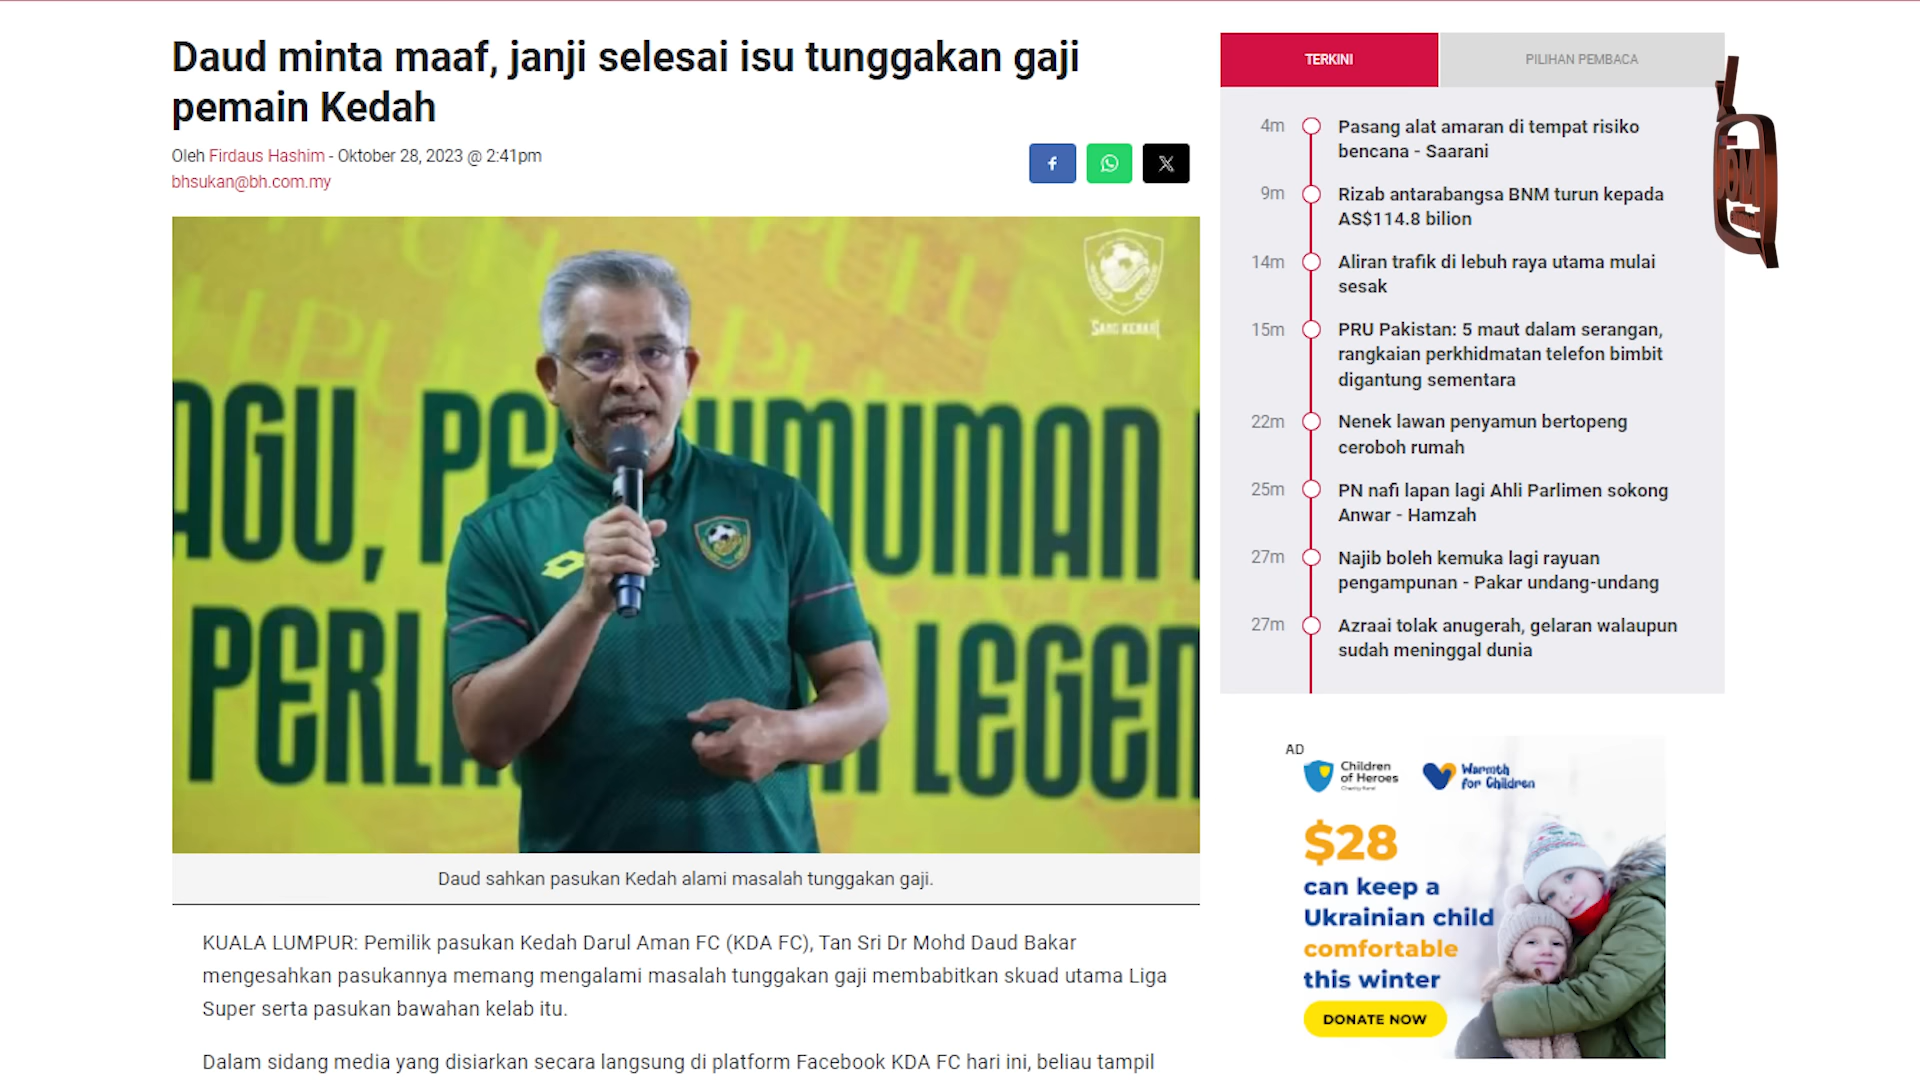 Daud minta maaf, janji selesai isu tunggakan gaji
pemain Kedah
Oleh Firdaus Hashim - Oktober 28, 2023 @ 2:41pm
bhsukan@bh.com.my
SANG KEDAH
AGU, PE UMUMAN
PERL LEGEN
Daud sahkan pasukan Kedah alami masalah tunggakan gaji.
KUALA LUMPUR: Pemilik pasukan Kedah Darul Aman FC (KDA FC), Tan Sri Dr Mohd Daud Bakar
mengesahkan pasukannya memang mengalami masalah tunggakan gaji membabitkan skuad utama Liga
Super serta pasukan bawahan kelab itu.
Dalam sidang media yang disiarkan secara langsung di platform Facebook KDA FC hari ini, beliau tampil
TERKINI
PILIHAN PEMBACA
4m
Pasang alat amaran di tempat risiko
bencana - Saarani
9m
Rizab antarabangsa BNM turun kepada
AS$114.8 bilion
14m
Aliran trafik di lebuh raya utama mulai
sesak
15m
PRU Pakistan: 5 maut dalam serangan,
rangkaian perkhidmatan telefon bimbit
digantung sementara
22m
Nenek lawan penyamun bertopeng
ceroboh rumah
25m
PN nafi lapan lagi Ahli Parlimen sokong
Anwar - Hamzah
27m
Najib boleh kemuka lagi rayuan
pengampunan - Pakar undang-undang
27m
Azraai tolak anugerah, gelaran walaupun
sudah meninggal dunia
AD
Children
of Heroes
Charity Fund
Warmth
for Children
$28
can keep a
Ukrainian child
comfortable
this winter
DONATE NOW